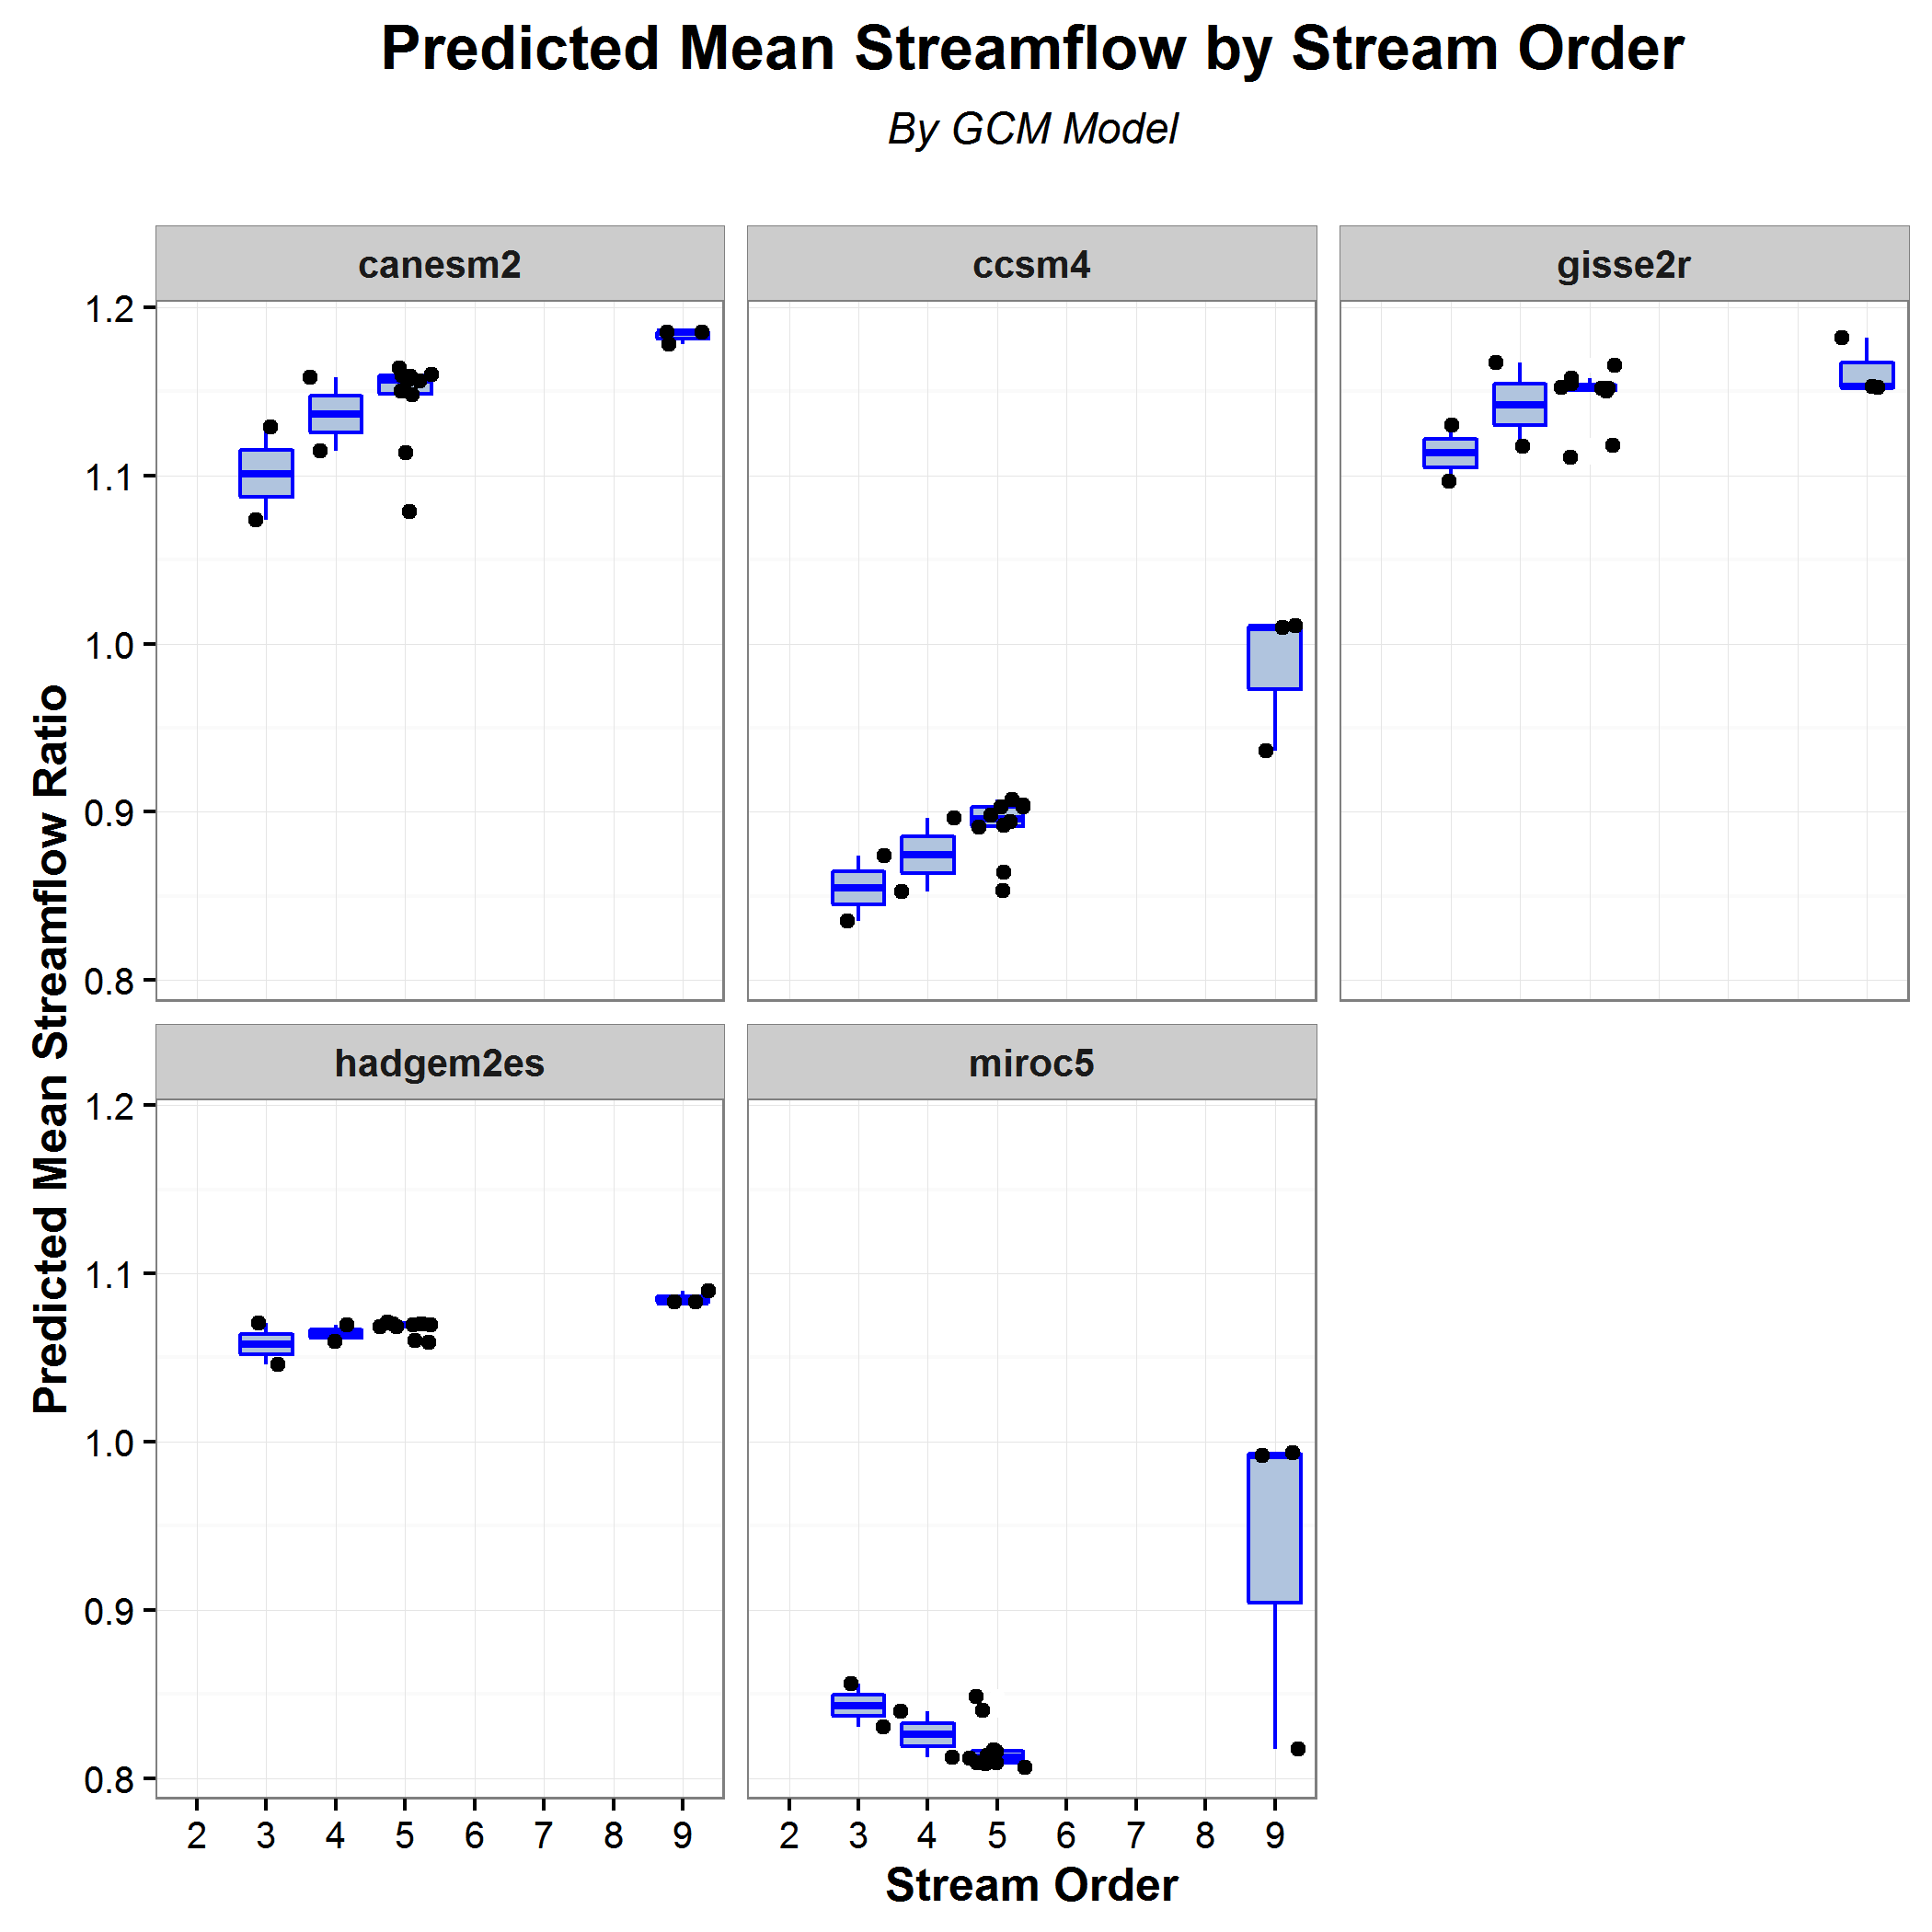 Predicted Mean Streamflow by Stream Order
By GCM Model
canesm2
ccsm4
gisse2r
1.2
1.1
1.0
0.9
0.8
Predicted Mean Streamflow Ratio
hadgem2es
miroc5
1.2
1.1
1.0
0.9
0.8
2 3 4 5 6 7 8 9
2 3 4 5 6 7 8 9
Stream Order